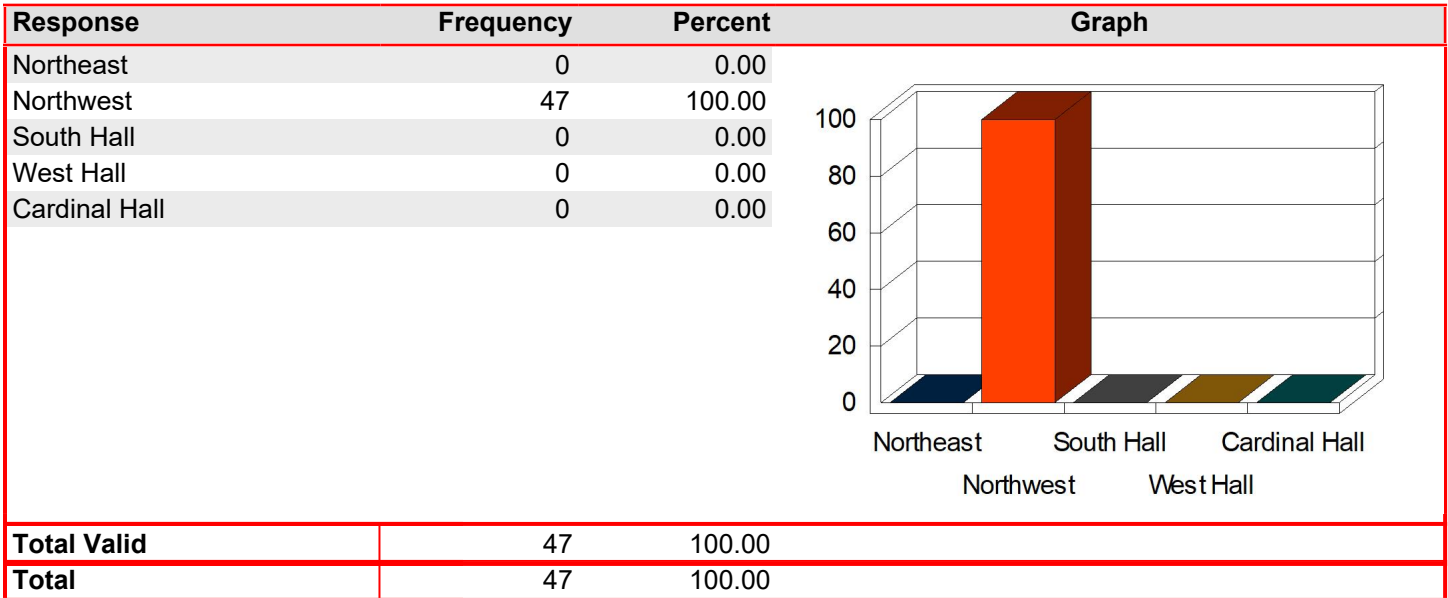 Response Frequency Percent Graph
Northeast 0 0.00
Northwest 47 100.00
South Hall 0 0.00
West Hall 0 0.00
Cardinal Hall 0 0.00
100
80
60
40
20
0
Northeast South Hall Cardinal Hall
Northwest West Hall
Total Valid 47 100.00
Total 47 100.00